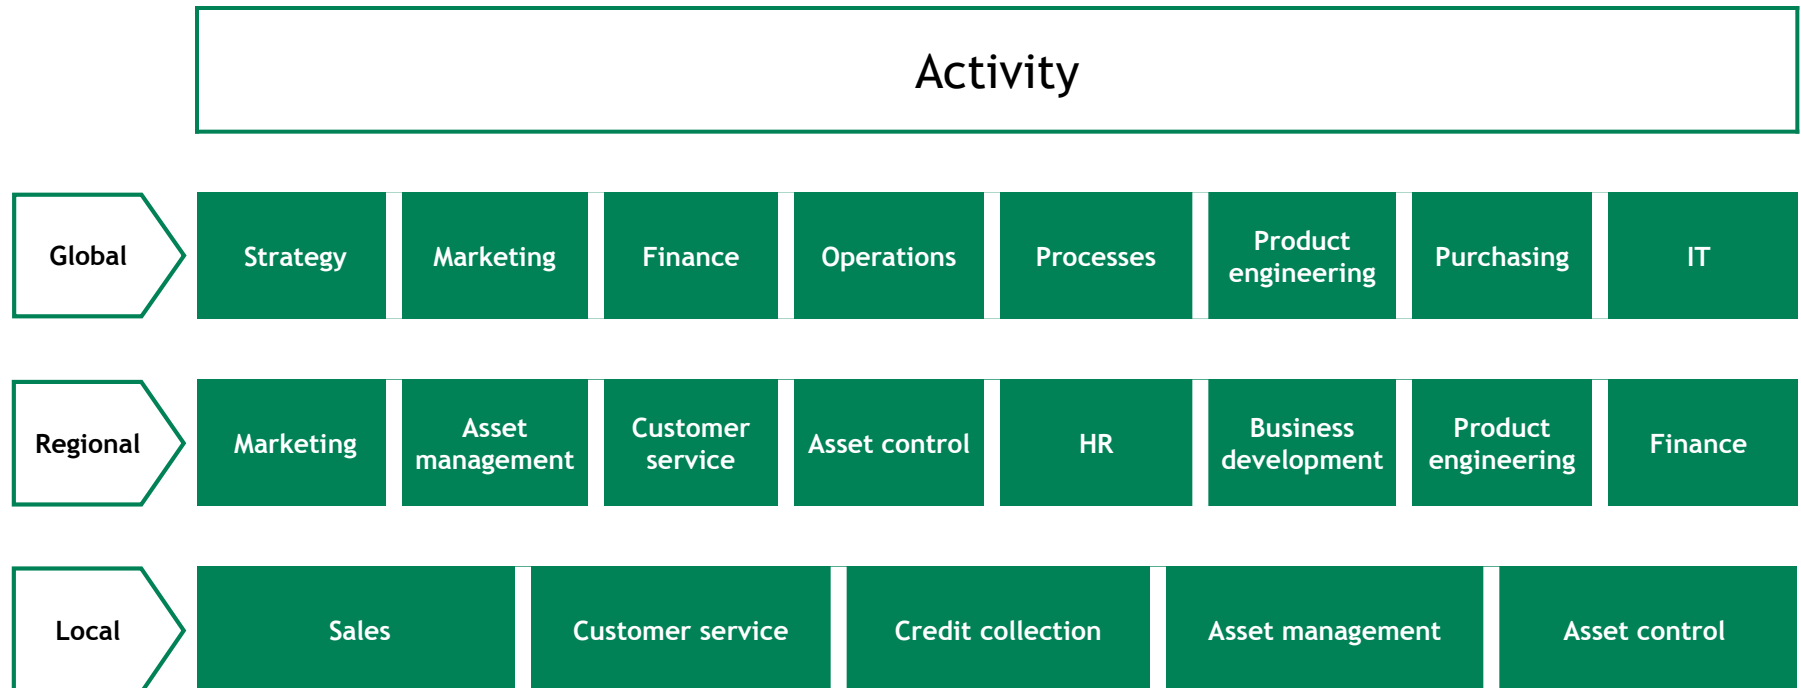 Activity
Global
Strategy
Marketing
Finance
Operations
Processes
Product
engineering
Purchasing
IT
Regional
Marketing
Asset
management
Customer
service
Asset control
HR
Business
development
Product
engineering
Finance
Local
Sales
Customer service
Credit collection
Asset management
Asset control